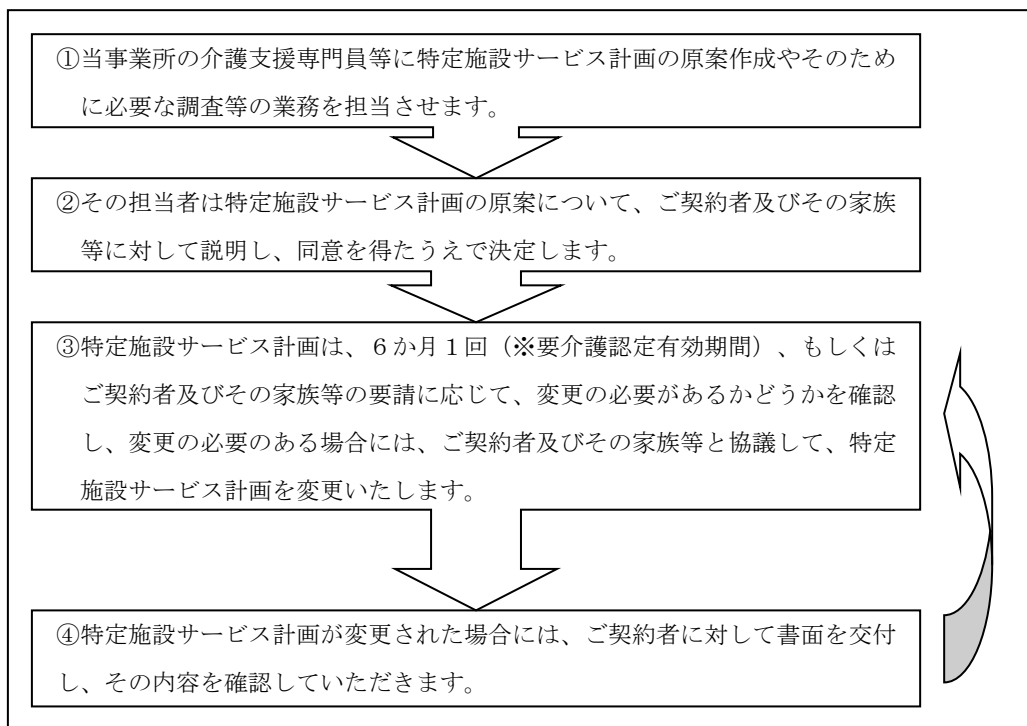 ①当事業所の介護支援専門員等に特定施設サービス計画の原案作成やそのため
に必要な調査等の業務を担当させます。
②その担当者は特定施設サービス計画の原案について、ご契約者及びその家族
等に対して説明し、同意を得たうえで決定します。
③特定施設サービス計画は、６か月１回（※要介護認定有効期間）、もしくは
ご契約者及びその家族等の要請に応じて、変更の必要があるかどうかを確認
し、変更の必要のある場合には、ご契約者及びその家族等と協議して、特定
施設サービス計画を変更いたします。
④特定施設サービス計画が変更された場合には、ご契約者に対して書面を交付
し、その内容を確認していただきます。